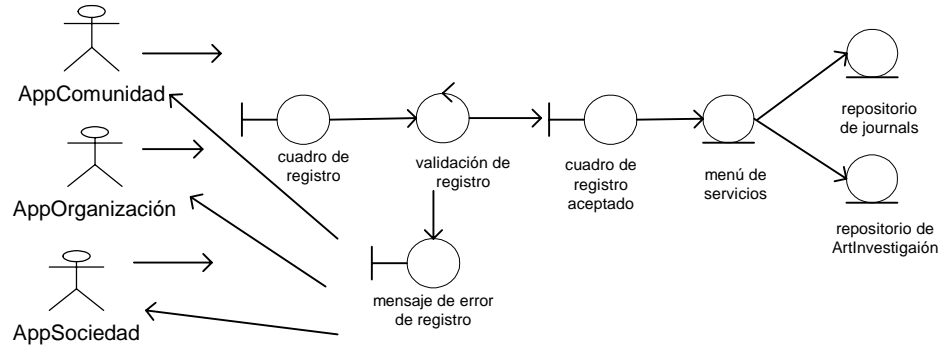 AppComunidad
AppOrganización
AppSociedad
cuadro de
registro
validación de
registro
mensaje de error
de registro
cuadro de
registro
aceptado
menú de
servicios
repositorio
de journals
repositorio de
ArtInvestigaión